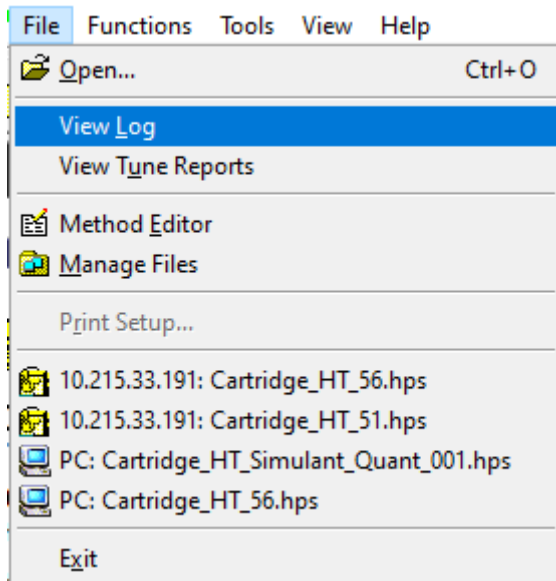 File Functions Tools View Help
Open... Ctrl+O
View Log
View Tune Reports
Method Editor
Manage Files
Print Setup...
10.215.33.191: Cartridge_HT_56.hps
10.215.33.191: Cartridge_HT_51.hps
PC: Cartridge_HT_Simulant_Quant_001.hps
PC: Cartridge_HT_56.hps
Exit